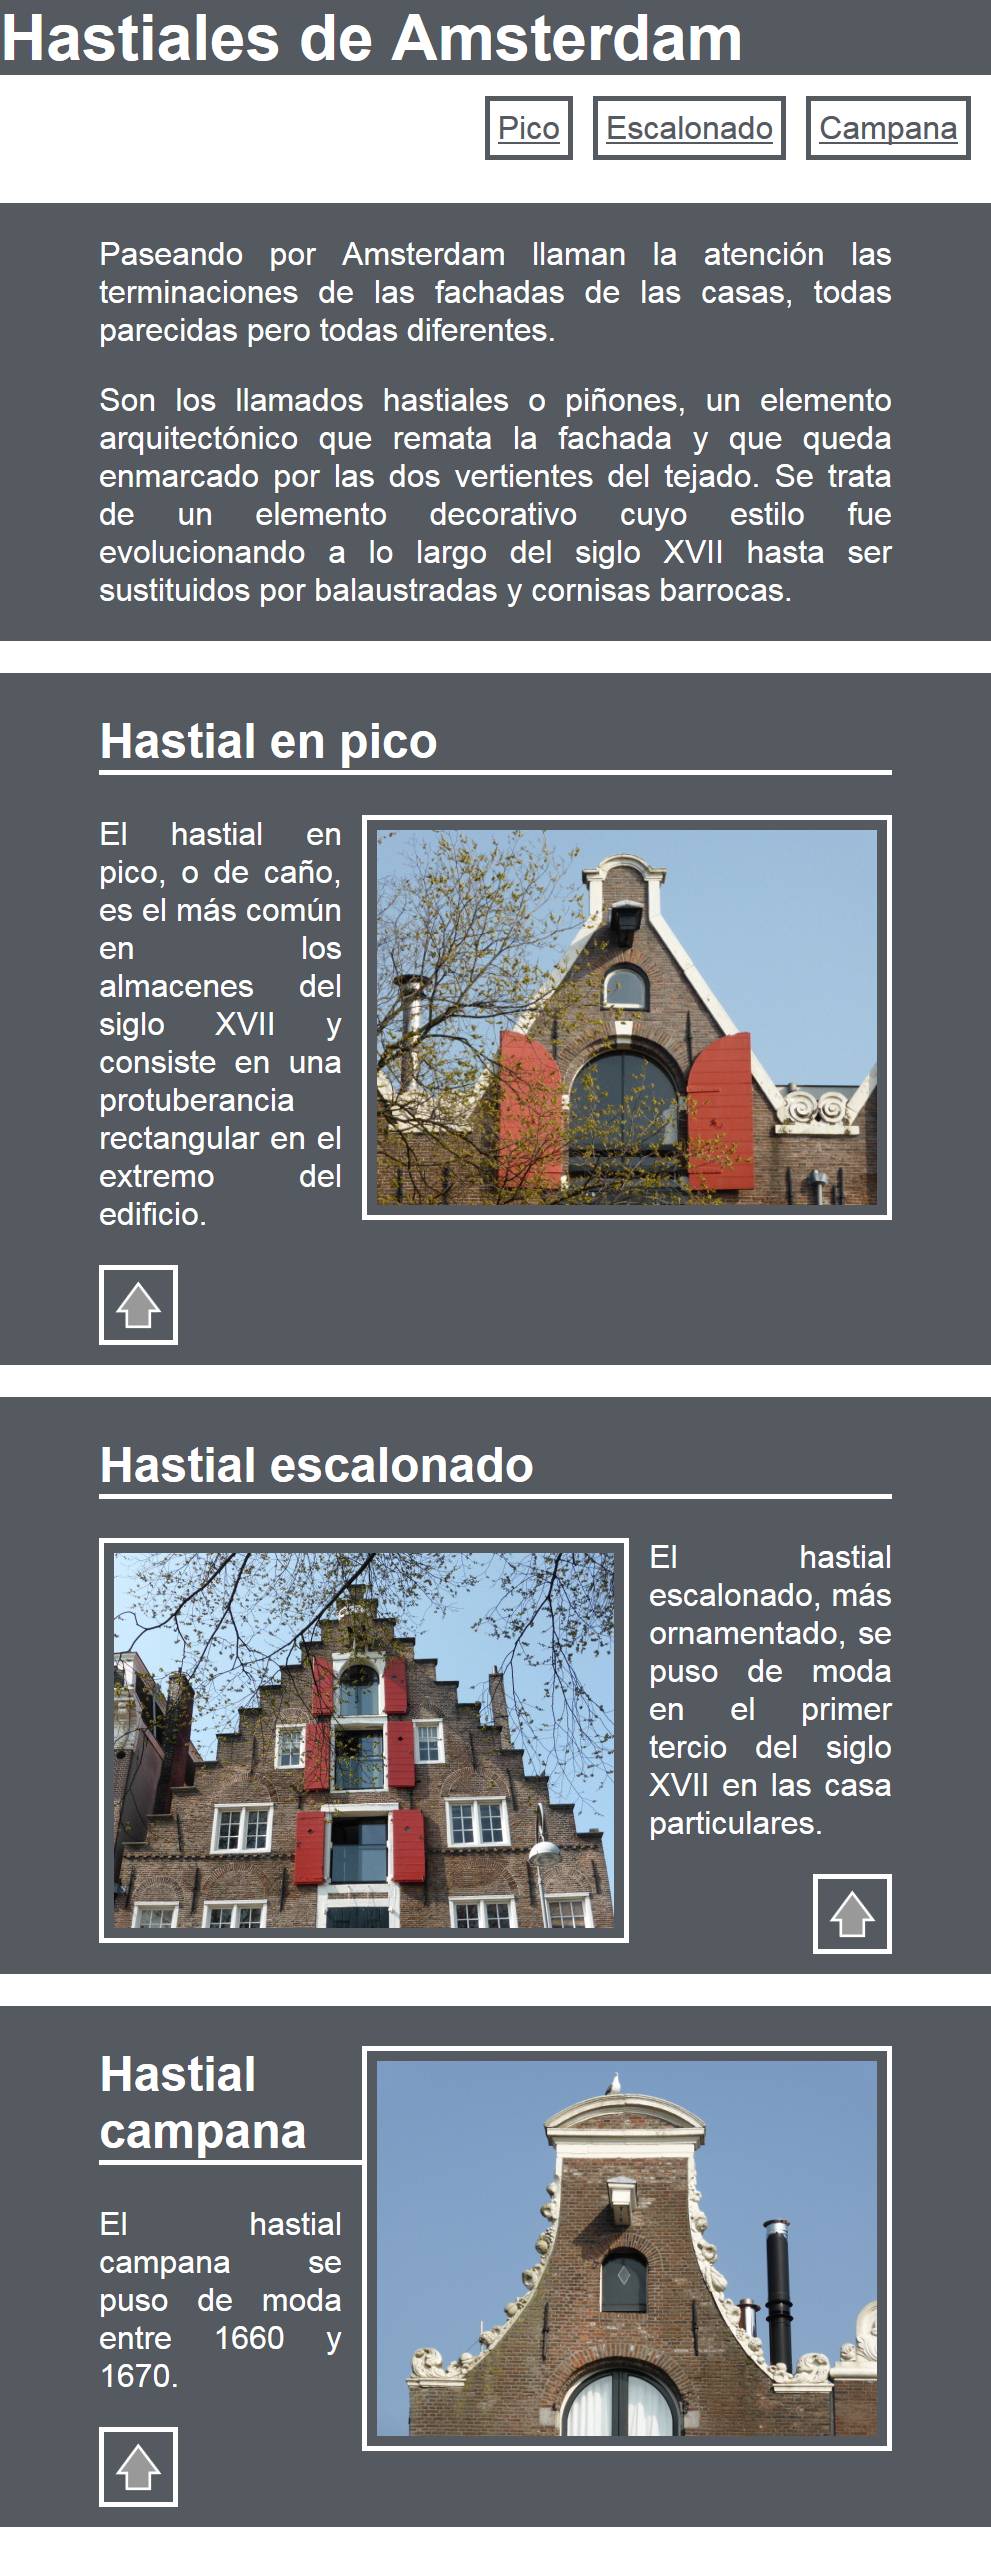 Hastiales de Amsterdam
Pico Escalonado Campana
Paseando por Amsterdam llaman la atención las
terminaciones de las fachadas de las casas, todas
parecidas pero todas diferentes.
Son los llamados hastiales o piñones, un elemento
arquitectónico que remata la fachada y que queda
enmarcado por las dos vertientes del tejado. Se trata
de un elemento decorativo cuyo estilo fue
evolucionando a lo largo del siglo XVII hasta ser
sustituidos por balaustradas y cornisas barrocas.
Hastial en pico
El hastial en
pico, o de caño,
es el más común
en los
almacenes del
siglo XVII y
consiste en una
protuberancia
rectangular en el
extremo del
edificio.
Hastial escalonado
El hastial
escalonado, más
ornamentado, se
puso de moda
en el primer
tercio del siglo
XVII en las casa
particulares.
Hastial
campana
El hastial
campana se
puso de moda
entre 1660 y
1670.